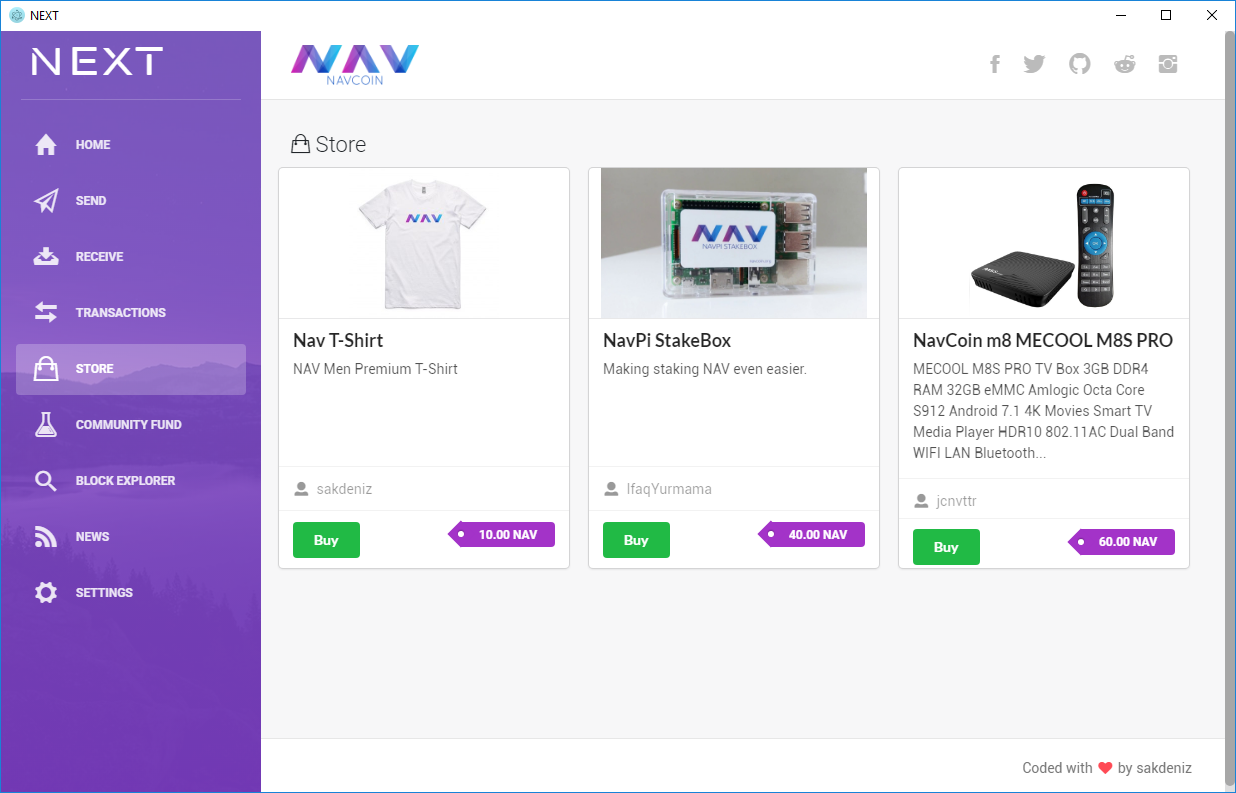 NEXT
NEXT
NAV
NAVCOIN
HOME
SEND
RECEIVE
TRANSACTIONS
STORE
COMMUNITY FUND
BLOCK EXPLORER
NEWS
SETTINGS
Store
NAV
Nav T-Shirt
NAV Men Premium T-Shirt
sakdeniz
Buy
10.00 NAV
NAV
NAVPI STAKEBOX
NavPi StakeBox
Making staking NAV even easier.
IfaqYurmama
Buy
40.00 NAV
NavCoin m8 MECOOL M8S PRO
MECOOL M8S PRO TV Box 3GB DDR4
RAM 32GB eMMC Amlogic Octa Core
S912 Android 7.1 4K Movies Smart TV
Media Player HDR10 802.11AC Dual Band
WIFI LAN Bluetooth...
jcnvttr
Buy
60.00 NAV
Coded with by sakdeniz